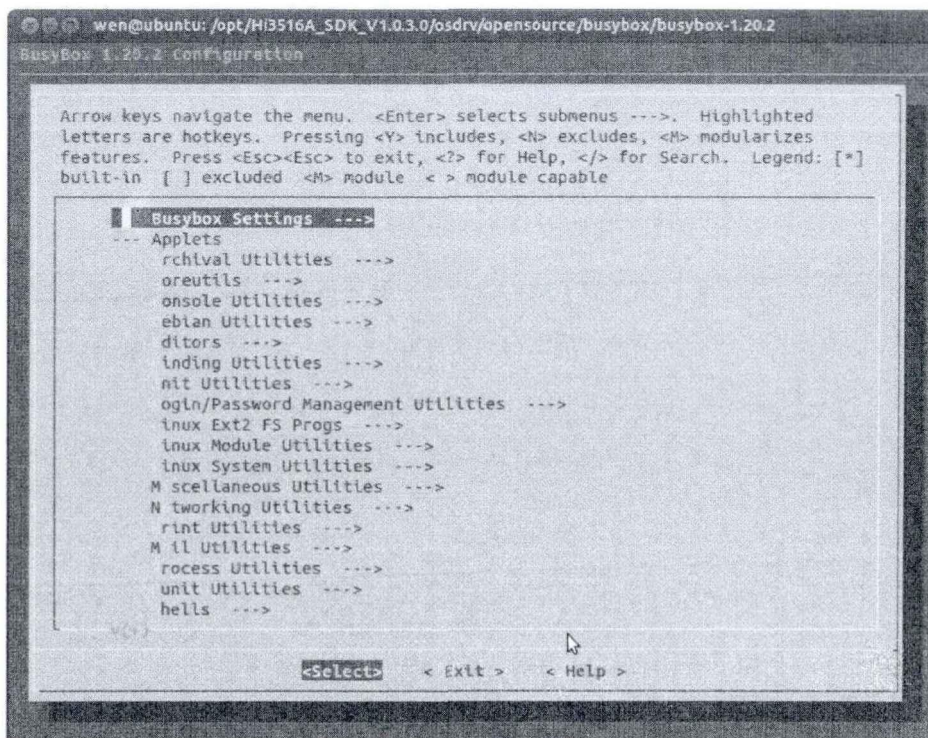 wen@ubuntu: /opt/Hi3516A_SDK_V1.0.3.0/osdrv/opensource/busybox/busybox-1.20.2
BusyBox 1.20.2 Configuration
Arrow keys navigate the menu. <Enter> selects submenus --->. Highlighted
letters are hotkeys. Pressing <Y> includes, <N> excludes, <M> modularizes
features. Press <Esc><Esc> to exit, <?> for Help, </> for Search. Legend: [*]
built-in [ ] excluded <M> module < > module capable
Busybox Settings --->
--- Applets
rchival Utilities --->
oreutils --->
onsole Utilities --->
ebian Utilities --->
ditors --->
inding Utilities --->
nit Utilities --->
ogin/Password Management Utilities --->
inux Ext2 FS Progs --->
inux Module Utilities --->
inux System Utilities --->
M scellaneous Utilities --->
N tworking Utilities --->
rint Utilities --->
M il Utilities --->
rocess Utilities --->
unit Utilities --->
hells --->
v(+)
<Select> < Exit > < Help >